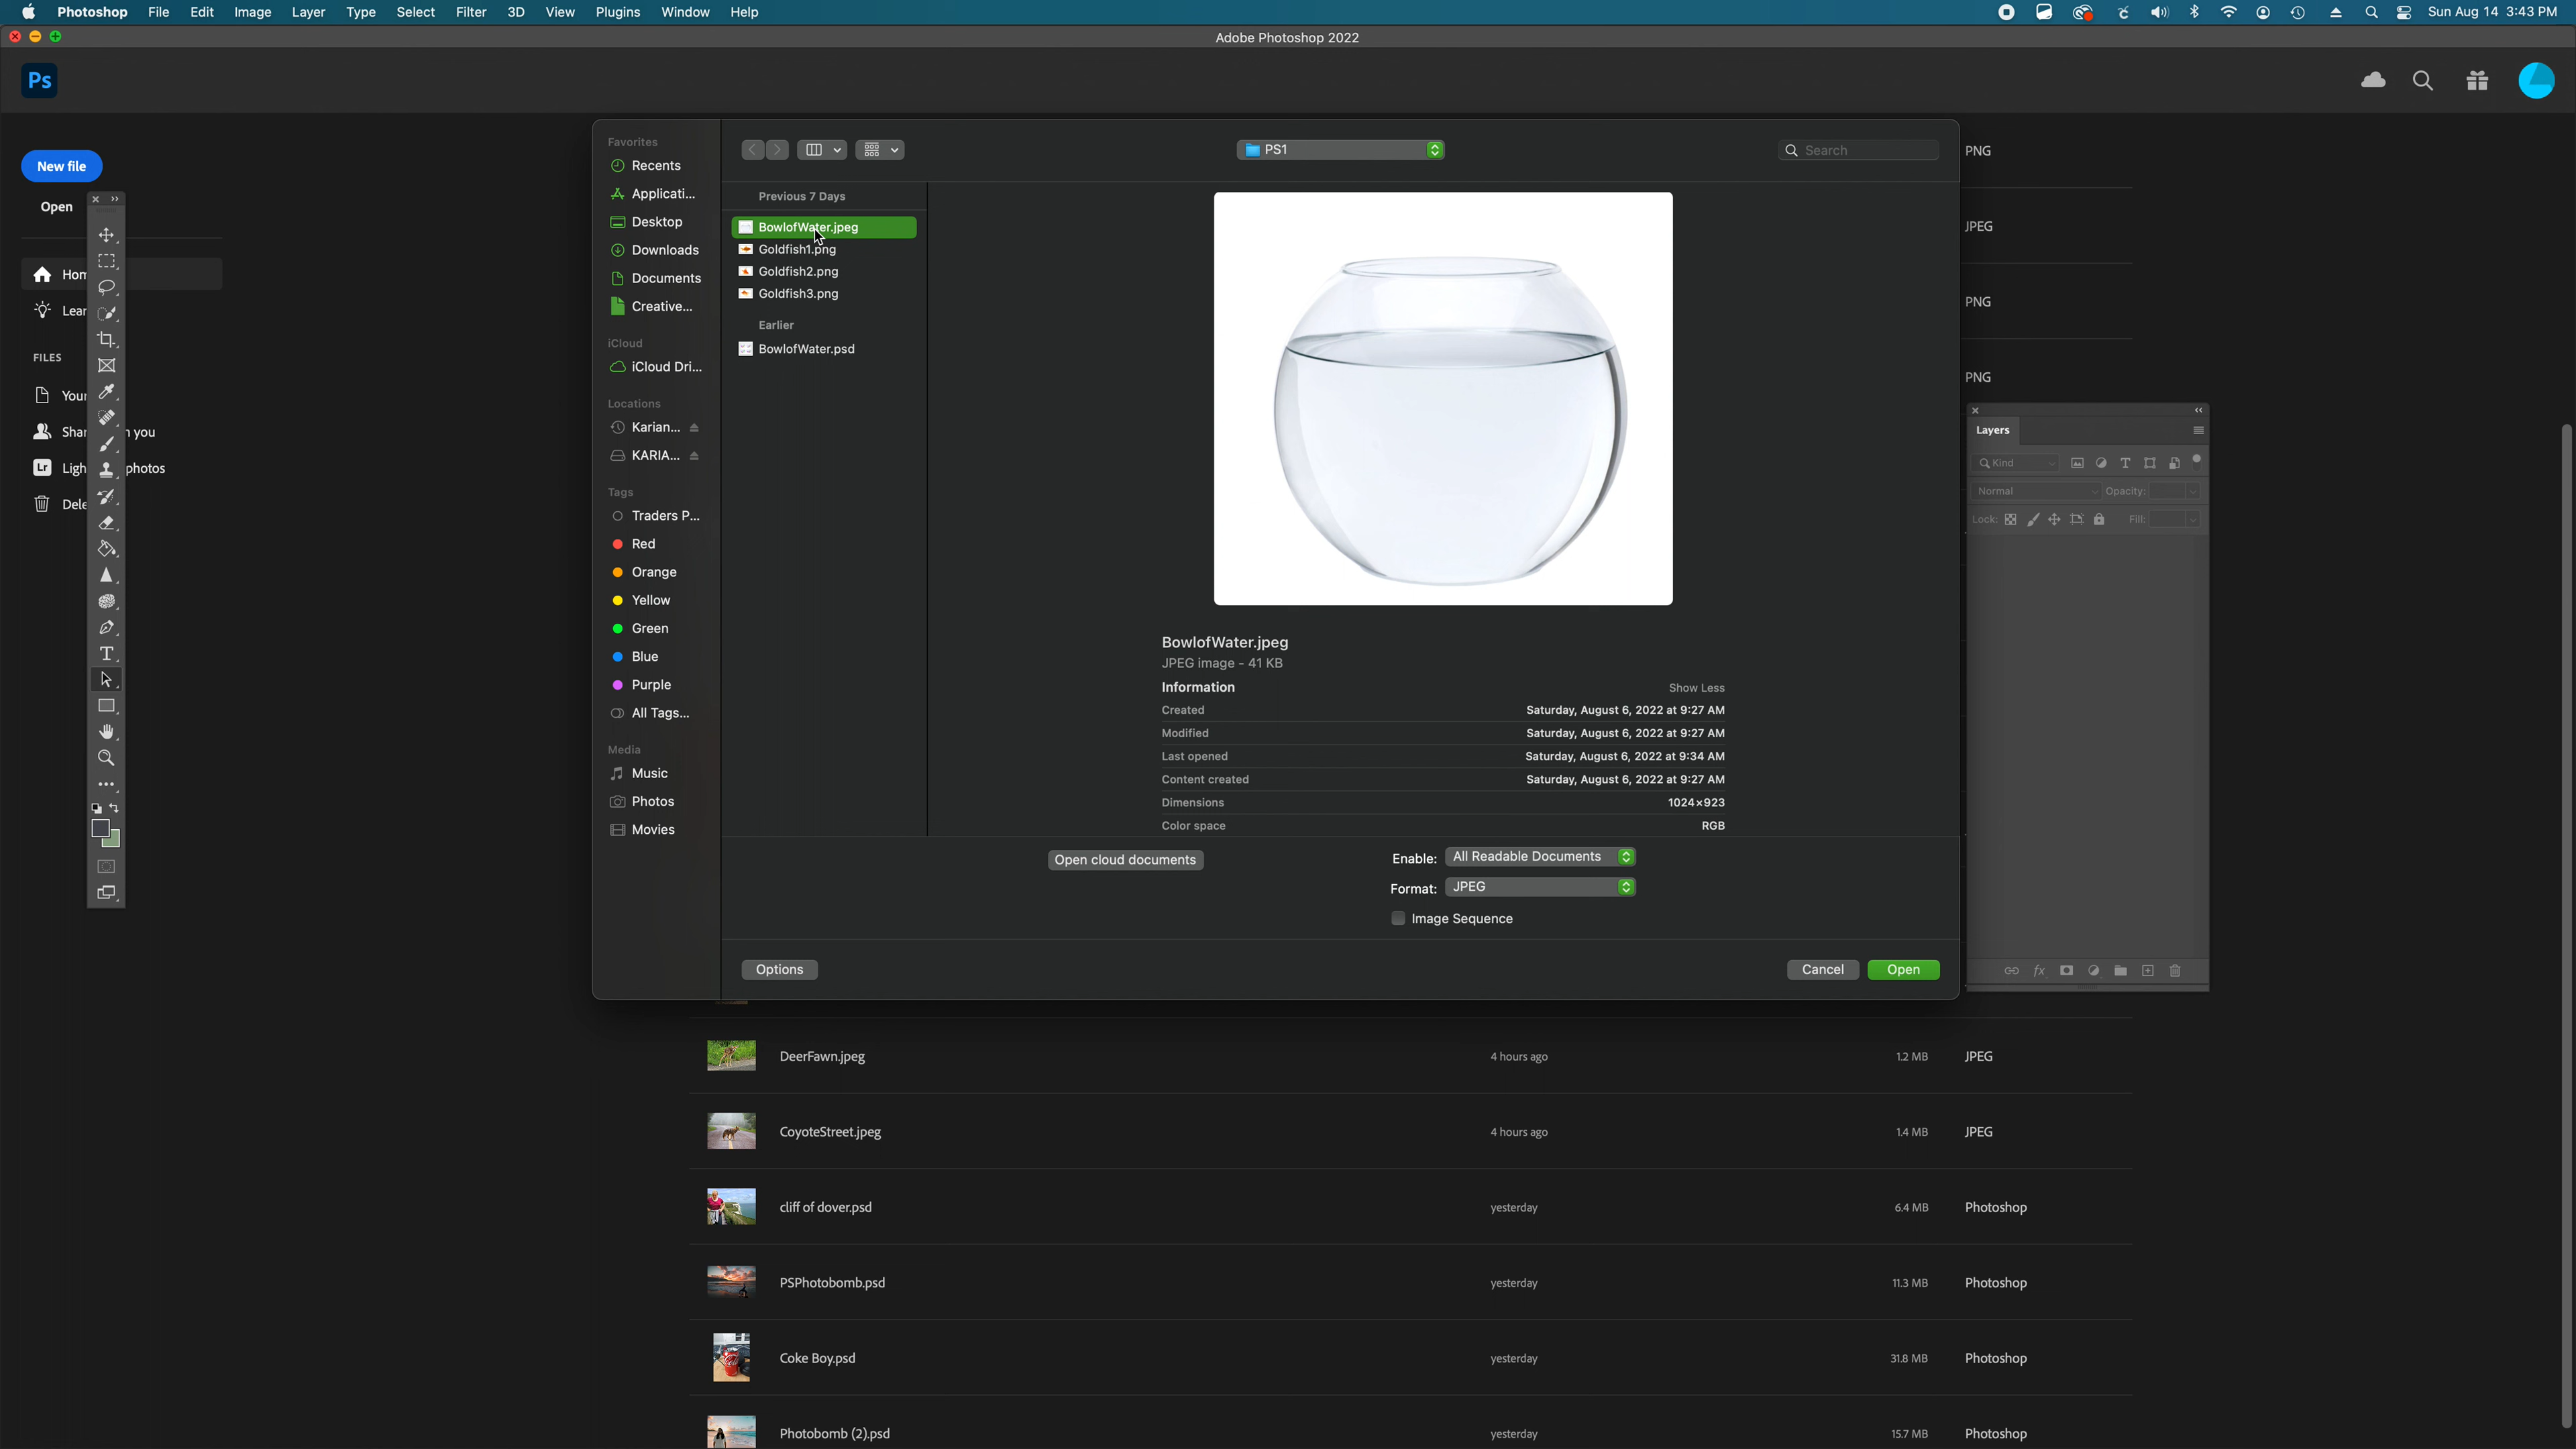 Photoshop File Edit Image Layer Type Select Filter 3D View Plugins Window Help
Sun Aug 14 3:43 PM
Adobe Photoshop 2022
Ps
New file
Open
Hom
Lear
FILES
Your
Shar
n you
Lr Ligh
photos
Dele
Favorites
Recents
Applicati...
Desktop
Downloads
Documents
Creative...
iCloud
iCloud Dri...
Locations
Karian...
KARIA...
Tags
Traders P...
Red
Orange
Yellow
Green
Blue
Purple
All Tags...
Media
Music
Photos
Movies
PS1
Search
Previous 7 Days
BowlofWater.jpeg
Goldfish1.png
Goldfish2.png
Goldfish3.png
Earlier
BowlofWater.psd
BowlofWater.jpeg
JPEG image - 41 KB
Information Show Less
Created Saturday, August 6, 2022 at 9:27 AM
Modified Saturday, August 6, 2022 at 9:27 AM
Last opened Saturday, August 6, 2022 at 9:34 AM
Content created Saturday, August 6, 2022 at 9:27 AM
Dimensions 1024×923
Color space RGB
Open cloud documents
Enable: All Readable Documents
Format: JPEG
Image Sequence
Options
Cancel Open
PNG
JPEG
PNG
PNG
Layers
Kind
Normal Opacity:
Lock: Fill:
fx
DeerFawn.jpeg 4 hours ago 1.2 MB JPEG
CoyoteStreet.jpeg 4 hours ago 1.4 MB JPEG
cliff of dover.psd yesterday 6.4 MB Photoshop
PSPhotobomb.psd yesterday 11.3 MB Photoshop
Coke Boy.psd yesterday 31.8 MB Photoshop
Photobomb (2).psd yesterday 15.7 MB Photoshop